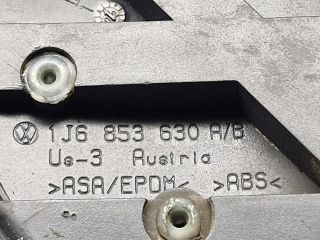 1J6 853 630 A/B
Us-3 Austria
>ASA/EPDM< >ABS<